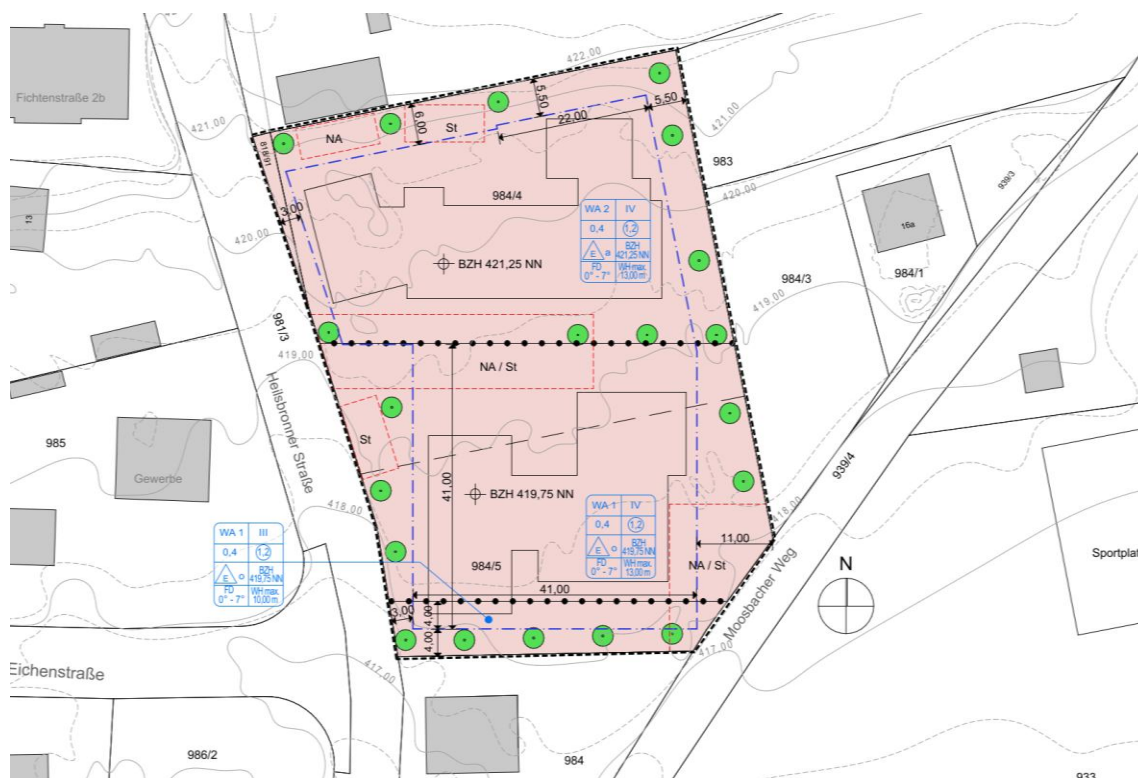 422,00
Fichtenstraße 2b
421,00
818/91
NA
6,00
St
5,50
22,00
5,50
421,00
983
420,00
939/3
16a
984/1
984/3
419,00
13
3,00
420,00
984/4
WA 2 IV
0,4 1,2
E a BZH 421,25 NN
FD 0° - 7° WH max. 13,00 m
BZH 421,25 NN
981/3
419,00
NA / St
Heilsbronner Straße
St
985
Gewerbe
418,00
41,00
BZH 419,75 NN
939/4
418,00
WA 1 III
0,4 1,2
E o BZH 419,75 NN
FD 0° - 7° WH max. 10,00 m
WA 1 IV
0,4 1,2
E o BZH 419,75 NN
FD 0° - 7° WH max. 13,00 m
11,00
NA / St
984/5
41,00
3,00
4,00
4,00
N
Sportplat
Moosbacher Weg
417,00
417,00
Eichenstraße
986/2
984
933